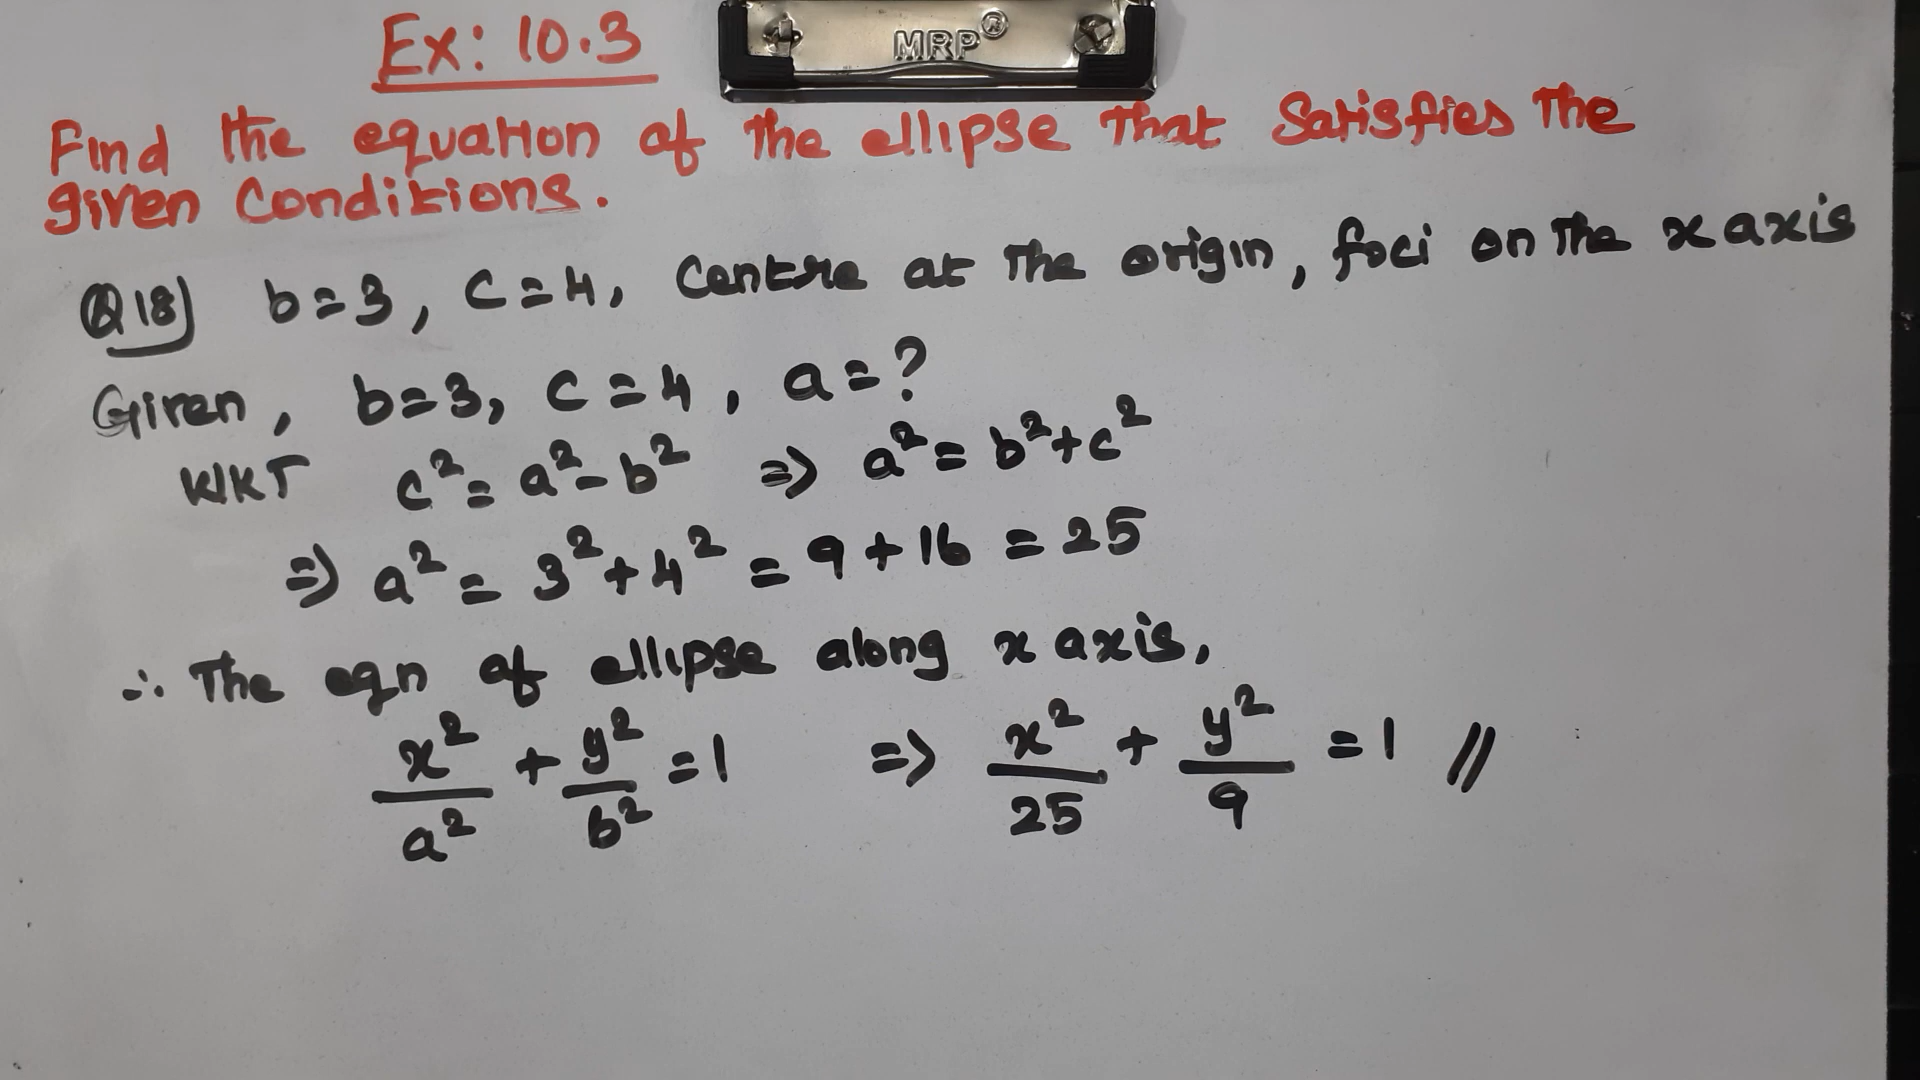 Ex: 10.3
MRP®
Find the equation of the ellipse that satisfies the
given conditions.
Q18) b=3, c=4, centre at the origin, foci on the x axis
Given, b=3, c=4, a=?
WKT c²=a²-b² => a²=b²+c²
=> a²=3²+4²=9+16=25
∴ The eqn of ellipse along x axis,
x²/a² + y²/b² =1 => x²/25 + y²/9 =1 //